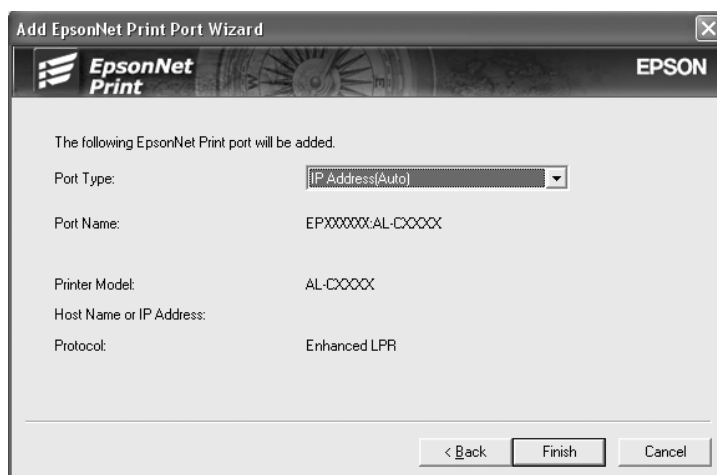 Add EpsonNet Print Port Wizard
EpsonNet
Print
EPSON
The following EpsonNet Print port will be added.
Port Type: IP Address(Auto)
Port Name: EPXXXXXX:AL-CXXXX
Printer Model: AL-CXXXX
Host Name or IP Address:
Protocol: Enhanced LPR
< Back Finish Cancel